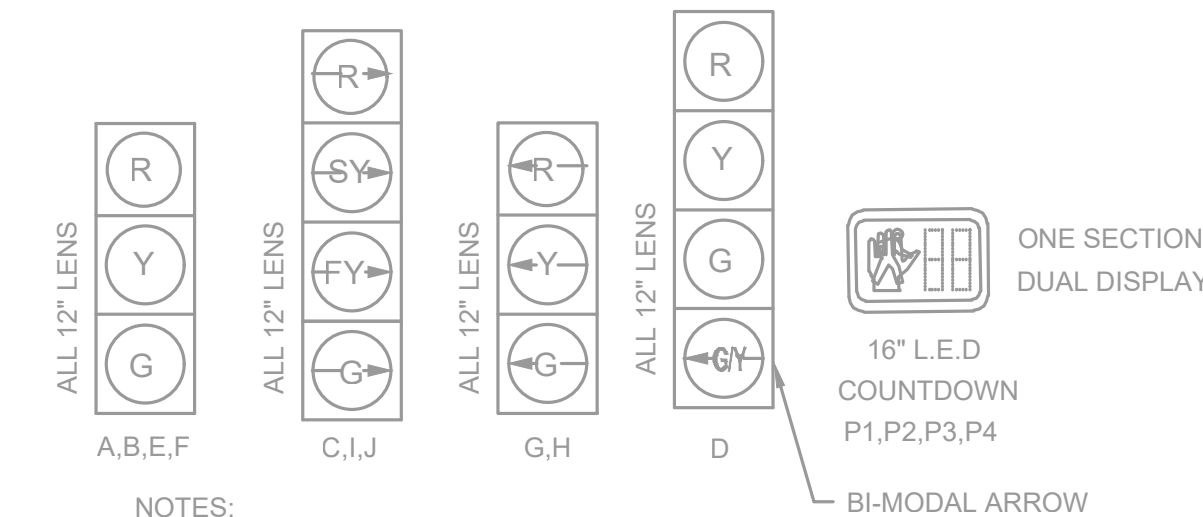 R
Y
G
ALL 12" LENS
A,B,E,F
R
SY
FY
G
ALL 12" LENS
C,I,J
R
Y
G
ALL 12" LENS
G,H
R
Y
G
G/Y
ALL 12" LENS
D
ONE SECTION
DUAL DISPLAY
16" L.E.D
COUNTDOWN
P1,P2,P3,P4
BI-MODAL ARROW
NOTES: